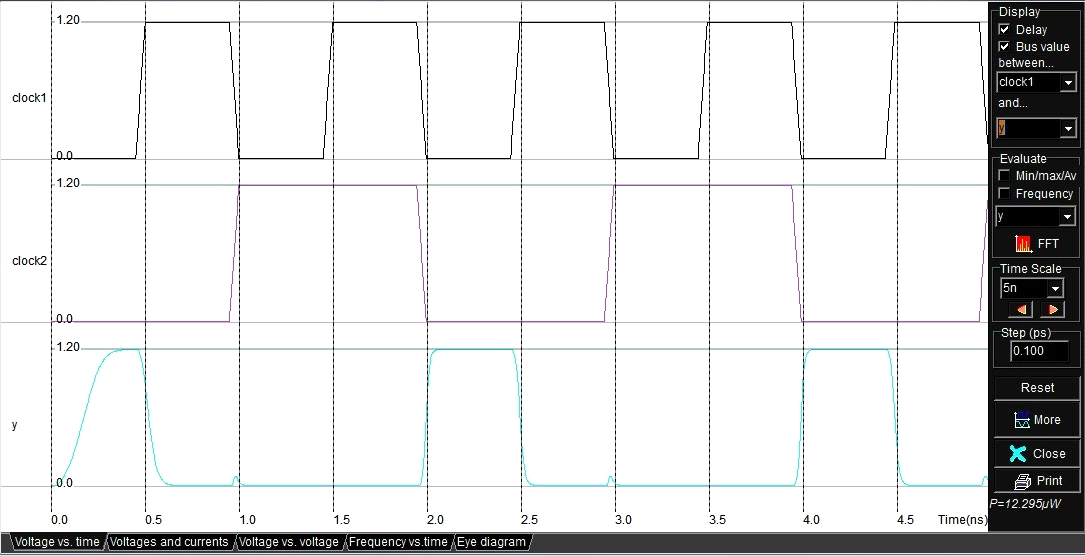 1.20
clock1
0.0
1.20
clock2
0.0
1.20
y
0.0
0.0 0.5 1.0 1.5 2.0 2.5 3.0 3.5 4.0 4.5 Time(ns)
Voltage vs. time Voltages and currents Voltage vs. voltage Frequency vs.time Eye diagram
Display
Delay
Bus value
between...
clock1
and...
y
Evaluate
Min/max/Av
Frequency
y
FFT
Time Scale
5n
Step (ps)
0.100
Reset
More
Close
Print
P=12.295µW